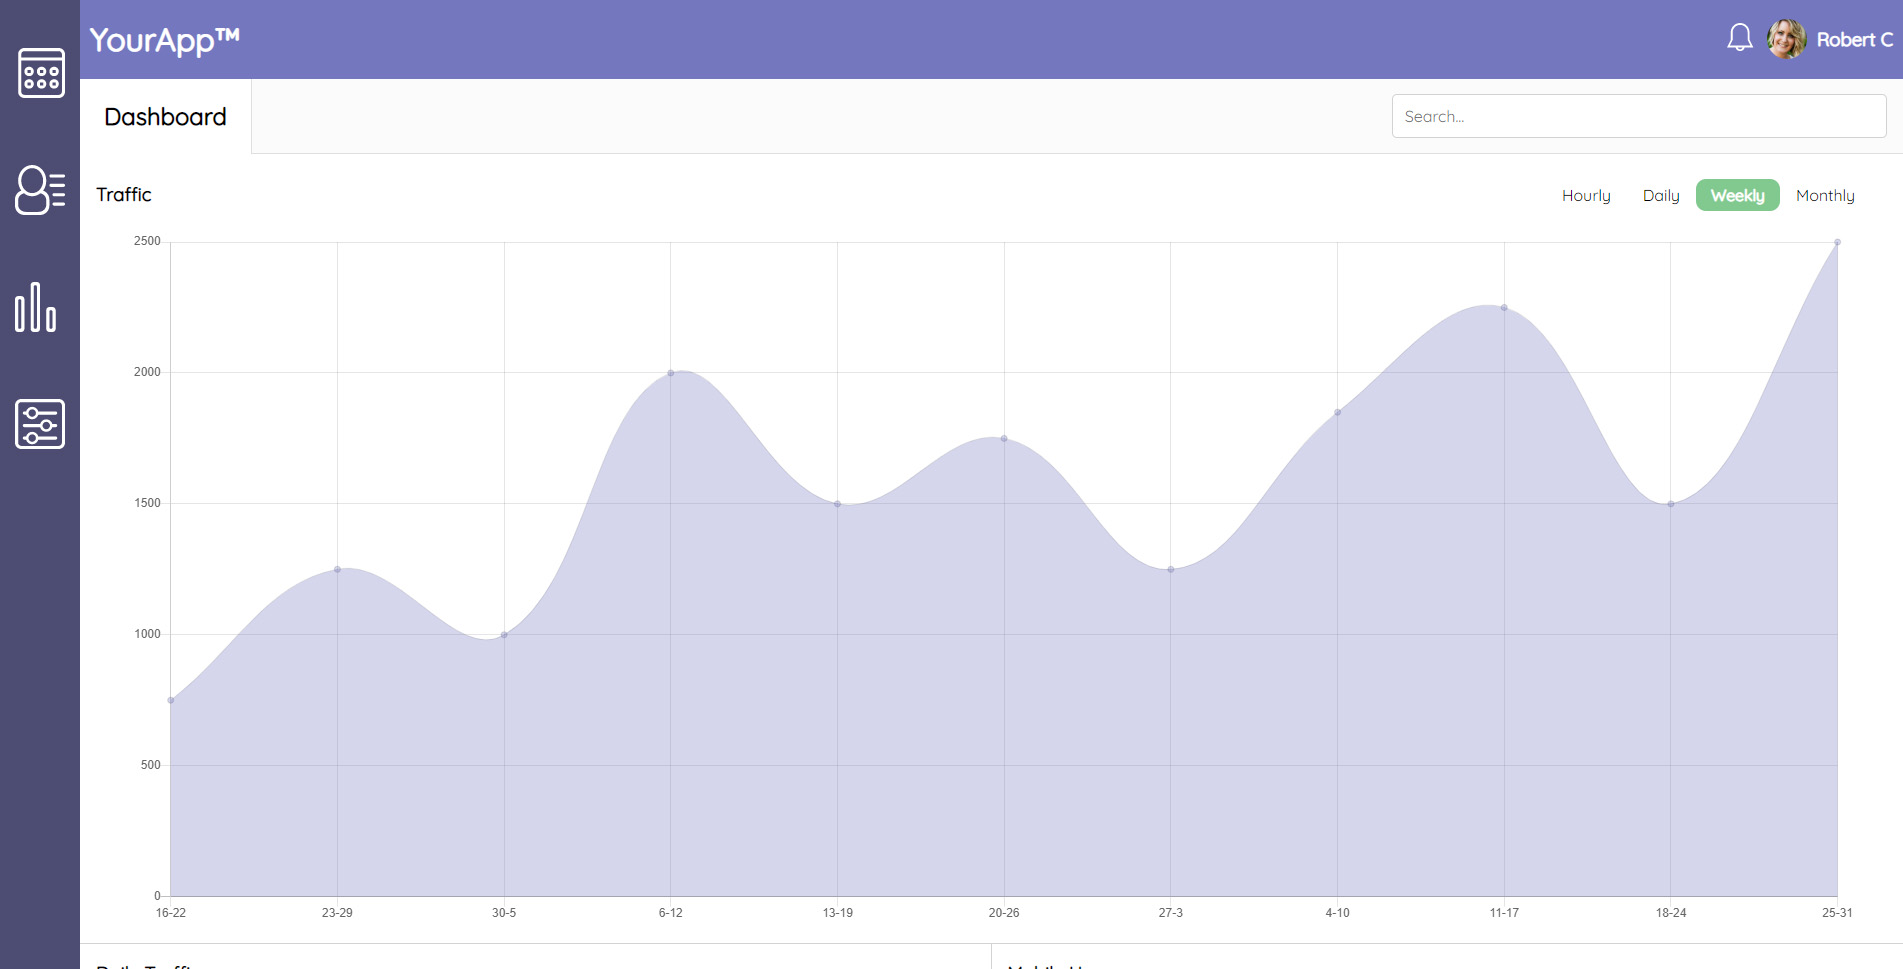 YourApp™
Robert C
Dashboard
Search...
Traffic
Hourly Daily Weekly Monthly
2500
2000
1500
1000
500
0
16-22 23-29 30-5 6-12 13-19 20-26 27-3 4-10 11-17 18-24 25-31